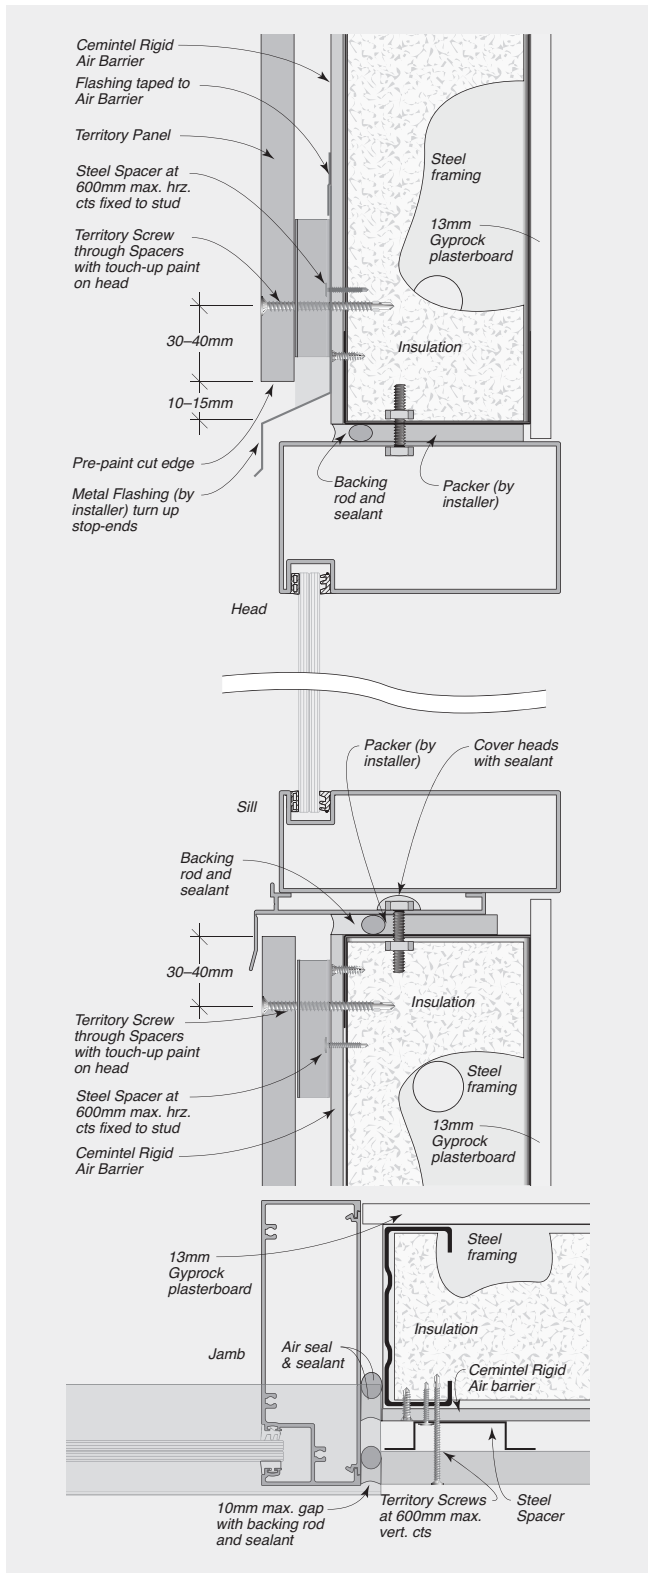 Cemintel Rigid
Air Barrier
Flashing taped to
Air Barrier
Territory Panel
Steel Spacer at
600mm max. hrz.
cts fixed to stud
Territory Screw
through Spacers
with touch-up paint
on head
30–40mm
10–15mm
Pre-paint cut edge
Metal Flashing (by
installer) turn up
stop-ends
Steel
framing
13mm
Gyprock
plasterboard
Insulation
Backing
rod and
sealant
Packer (by
installer)
Head
Packer (by
installer)
Cover heads
with sealant
Sill
Backing
rod and
sealant
30–40mm
Insulation
Territory Screw
through Spacers
with touch-up paint
on head
Steel Spacer at
600mm max. hrz.
cts fixed to stud
Cemintel Rigid
Air Barrier
Steel
framing
13mm
Gyprock
plasterboard
13mm
Gyprock
plasterboard
Steel
framing
Insulation
Jamb
Air seal
& sealant
Cemintel Rigid
Air barrier
10mm max. gap
with backing rod
and sealant
Territory Screws
at 600mm max.
vert. cts
Steel
Spacer